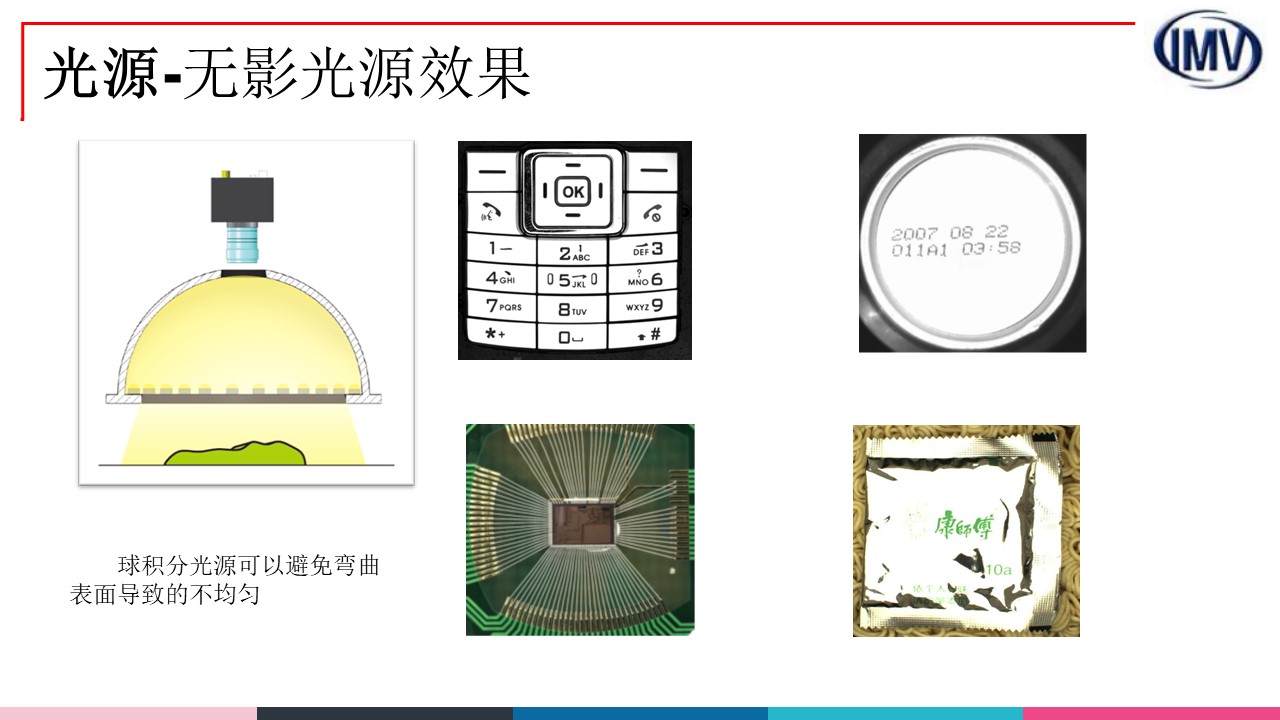 光源-无影光源效果
IMV
OK
1
2 ABC
DEF 3
4 GHI
5 JKL
MNO 6
7 PQRS
8 TUV
WXYZ 9
*+
0
#
2007 08 22
011A1 03:58
康師傅
10a
球积分光源可以避免弯曲
表面导致的不均匀